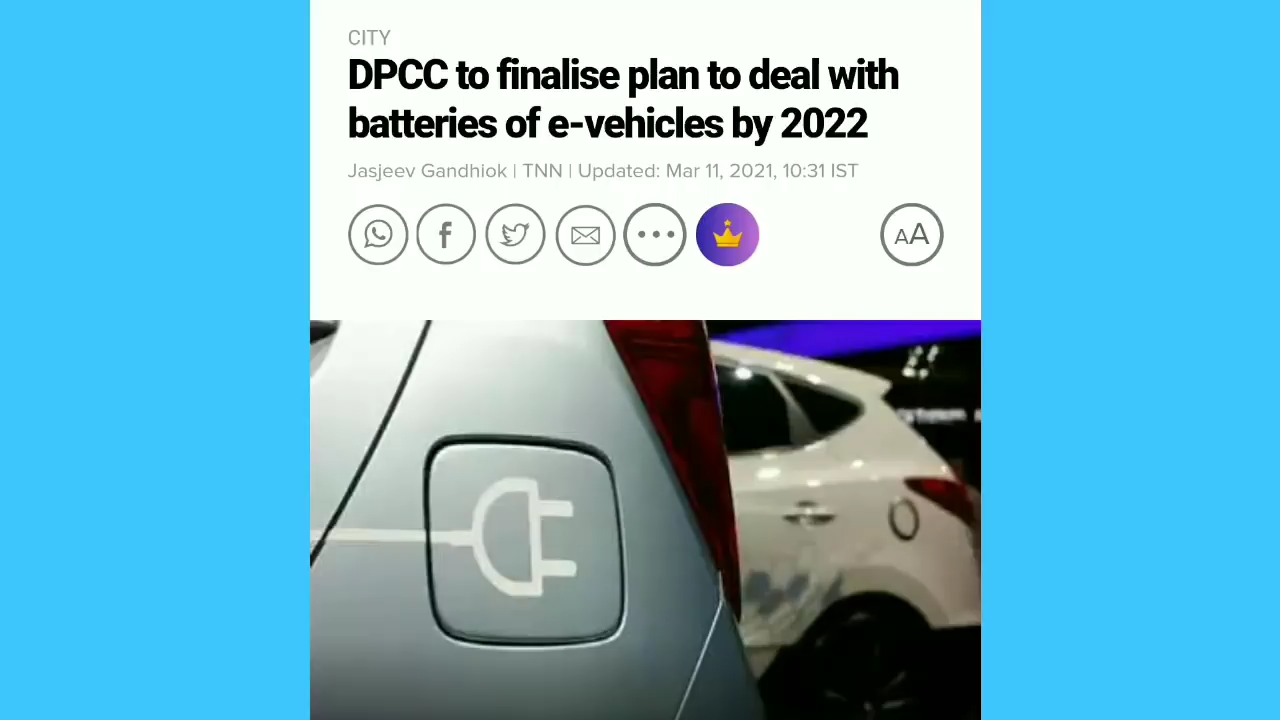 CITY
DPCC to finalise plan to deal with
batteries of e-vehicles by 2022
Jasjeev Gandhiok | TNN | Updated: Mar 11, 2021, 10:31 IST
AA